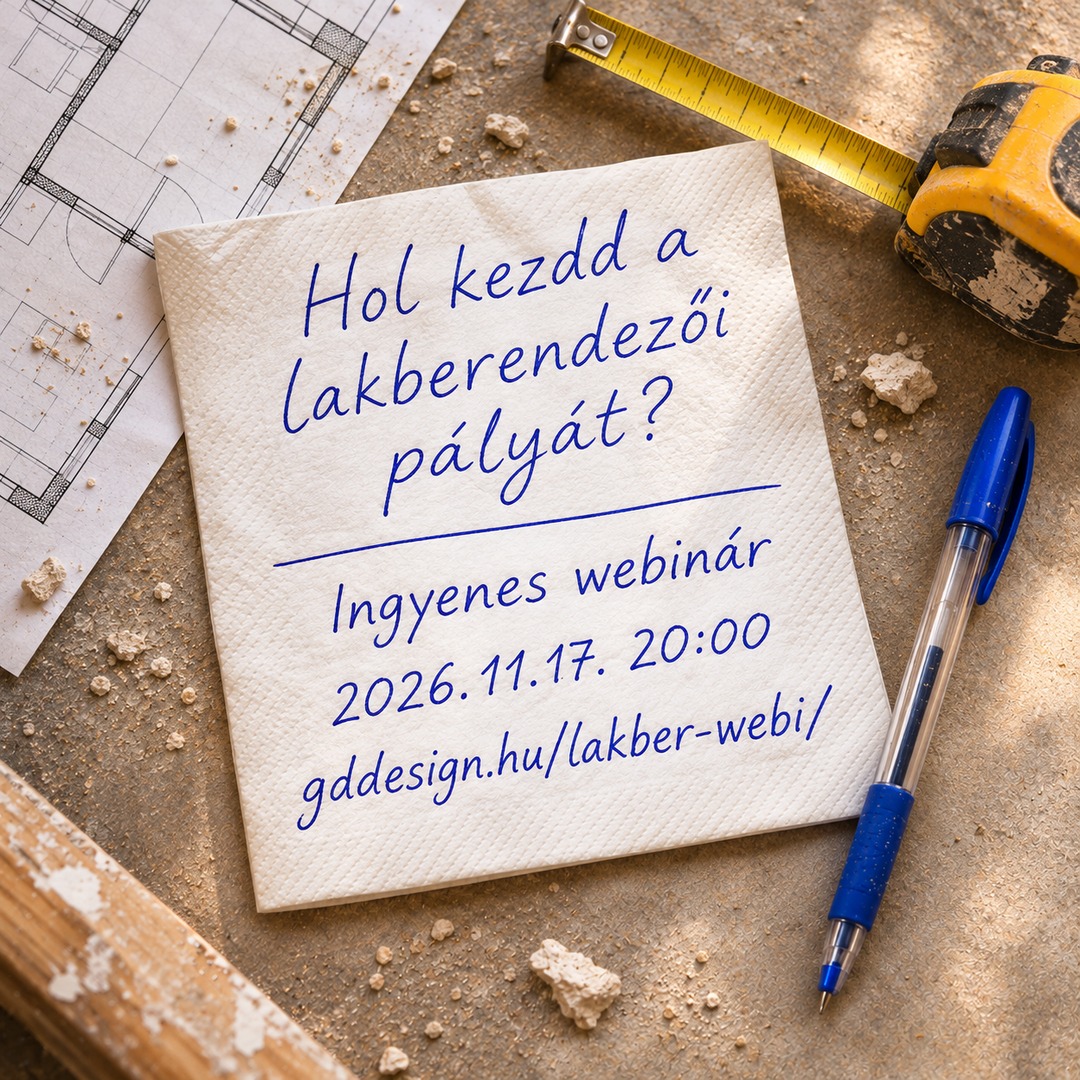 Hol kezdd a
lakberendezői
pályát?
Ingyenes webinár
2026.11.17. 20:00
gddesign.hu/lakber-webi/